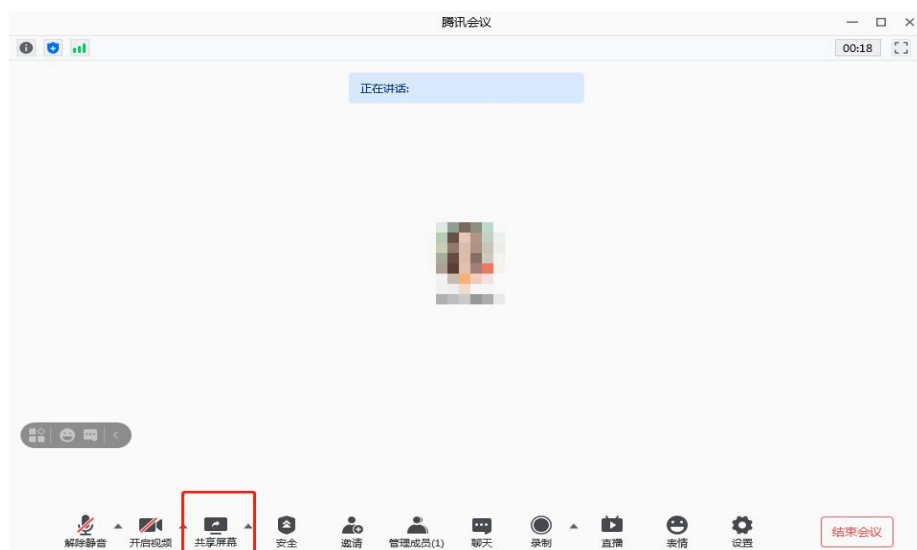 腾讯会议
00:18
正在讲话:
解除静音
开启视频
共享屏幕
安全
邀请
管理成员(1)
聊天
录制
直播
表情
设置
结束会议